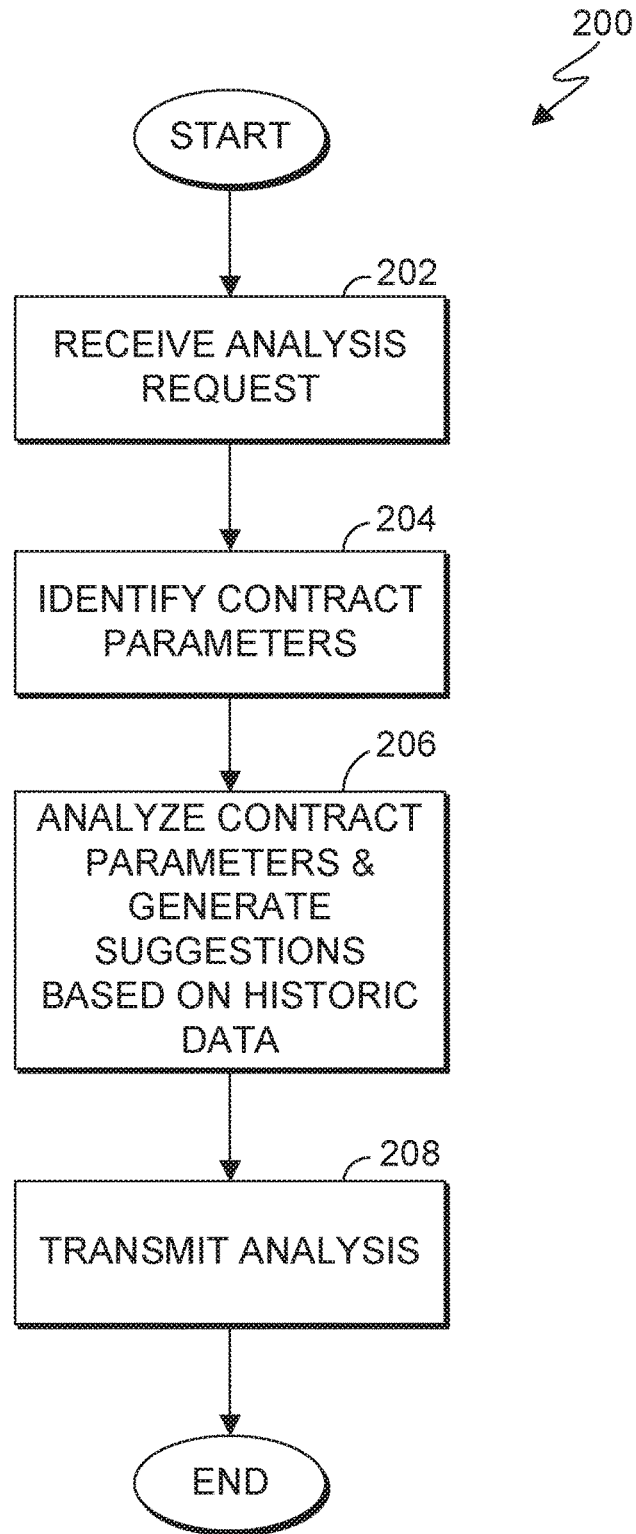 200
START
202
RECEIVE ANALYSIS
REQUEST
204
IDENTIFY CONTRACT
PARAMETERS
206
ANALYZE CONTRACT
PARAMETERS &
GENERATE
SUGGESTIONS
BASED ON HISTORIC
DATA
208
TRANSMIT ANALYSIS
END